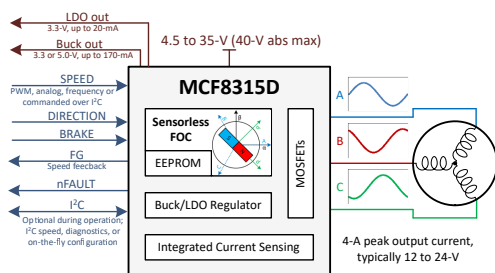 LDO out
3.3-V, up to 20-mA
Buck out
3.3 or 5.0-V, up to 170-mA
4.5 to 35-V (40-V abs max)
SPEED
PWM, analog, frequency or
commanded over I²C
DIRECTION
BRAKE
FG
Speed feecback
nFAULT
I²C
Optional during operation;
I²C speed, diagnostics, or
on-the-fly configuration
MCF8315D
Sensorless
FOC
EEPROM
MOSFETs
Buck/LDO Regulator
Integrated Current Sensing
A
B
C
4-A peak output current,
typically 12 to 24-V